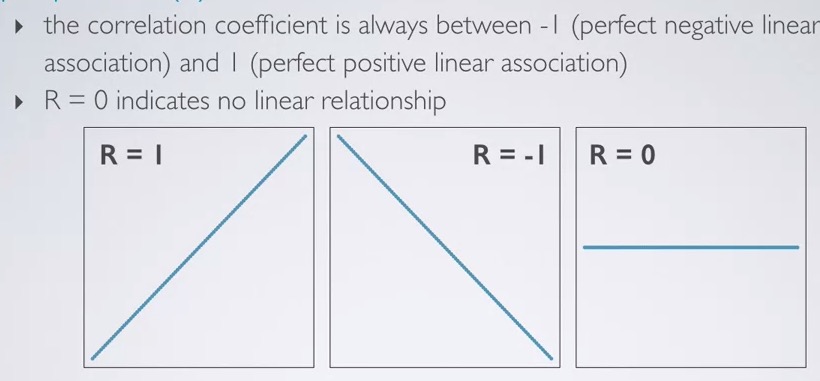 the correlation coefficient is always between -1 (perfect negative linear
association) and 1 (perfect positive linear association)
R = 0 indicates no linear relationship
R = 1
R = -1
R = 0